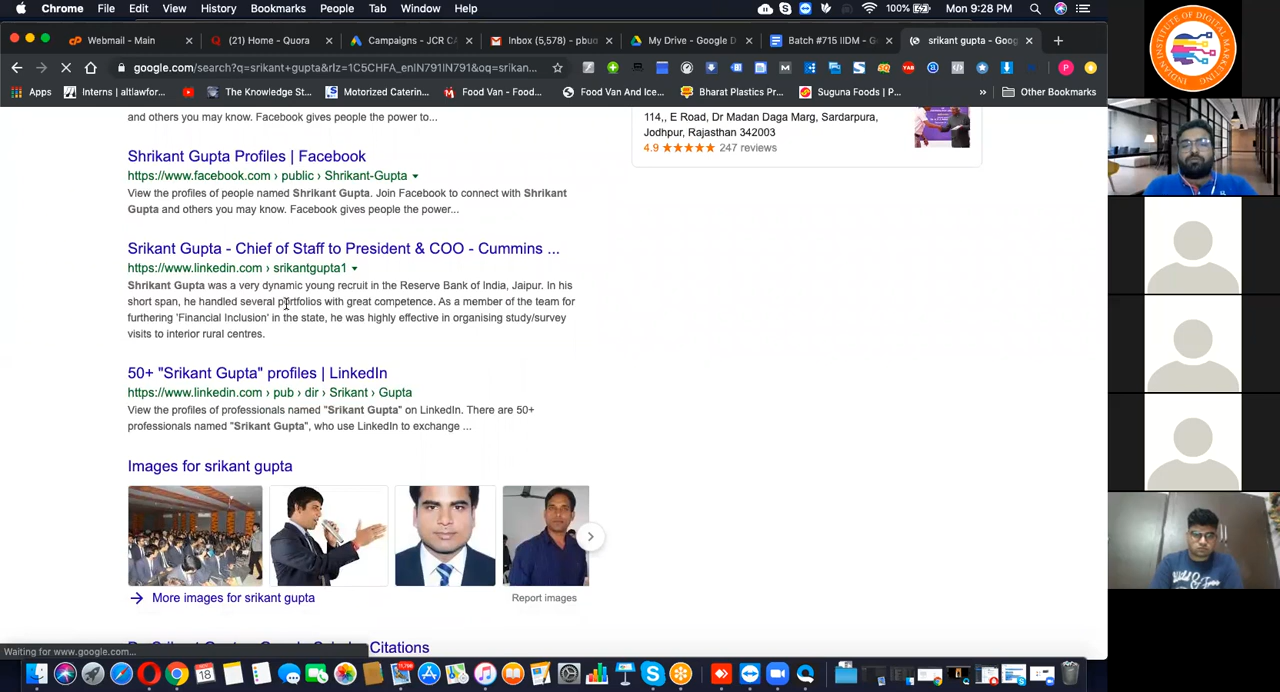 Chrome File Edit View History Bookmarks People Tab Window Help 100% Mon 9:28 PM
Webmail - Main
(21) Home - Quora
Campaigns - JCR CA
Inbox (5,578) - pbuo
My Drive - Google D
Batch #715 IIDM - G
srikant gupta - Goog
google.com/search?q=srikant+gupta&rlz=1C5CHFA_enIN791IN...&oq=srikan...
Apps
Interns | altlawfor...
The Knowledge St...
Motorized Caterin...
Food Van - Food...
Food Van And Ice...
Bharat Plastics Pr...
Suguna Foods | P...
»
Other Bookmarks
INDIAN INSTITUTE OF DIGITAL MARKETING
and others you may know. Facebook gives people the power to...
Shrikant Gupta Profiles | Facebook
https://www.facebook.com › public › Shrikant-Gupta
View the profiles of people named Shrikant Gupta. Join Facebook to connect with Shrikant
Gupta and others you may know. Facebook gives people the power...
Srikant Gupta - Chief of Staff to President & COO - Cummins ...
https://www.linkedin.com › srikantgupta1
Shrikant Gupta was a very dynamic young recruit in the Reserve Bank of India, Jaipur. In his
short span, he handled several portfolios with great competence. As a member of the team for
furthering 'Financial Inclusion' in the state, he was highly effective in organising study/survey
visits to interior rural centres.
50+ "Srikant Gupta" profiles | LinkedIn
https://www.linkedin.com › pub › dir › Srikant › Gupta
View the profiles of professionals named "Srikant Gupta" on LinkedIn. There are 50+
professionals named "Srikant Gupta", who use LinkedIn to exchange ...
Images for srikant gupta
More images for srikant gupta
Report images
Citations
Waiting for www.google.com...
114,, E Road, Dr Madan Daga Marg, Sardarpura,
Jodhpur, Rajasthan 342003
4.9 247 reviews